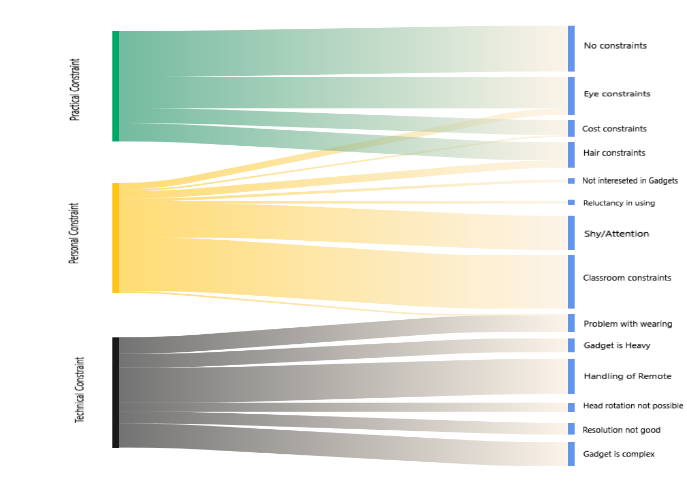 Practical Constraint
Personal Constraint
Technical Constraint
No constraints
Eye constraints
Cost constraints
Hair constraints
Not intereseted in Gadgets
Reluctancy in using
Shy/Attention
Classroom constraints
Problem with wearing
Gadget is Heavy
Handling of Remote
Head rotation not possible
Resolution not good
Gadget is complex